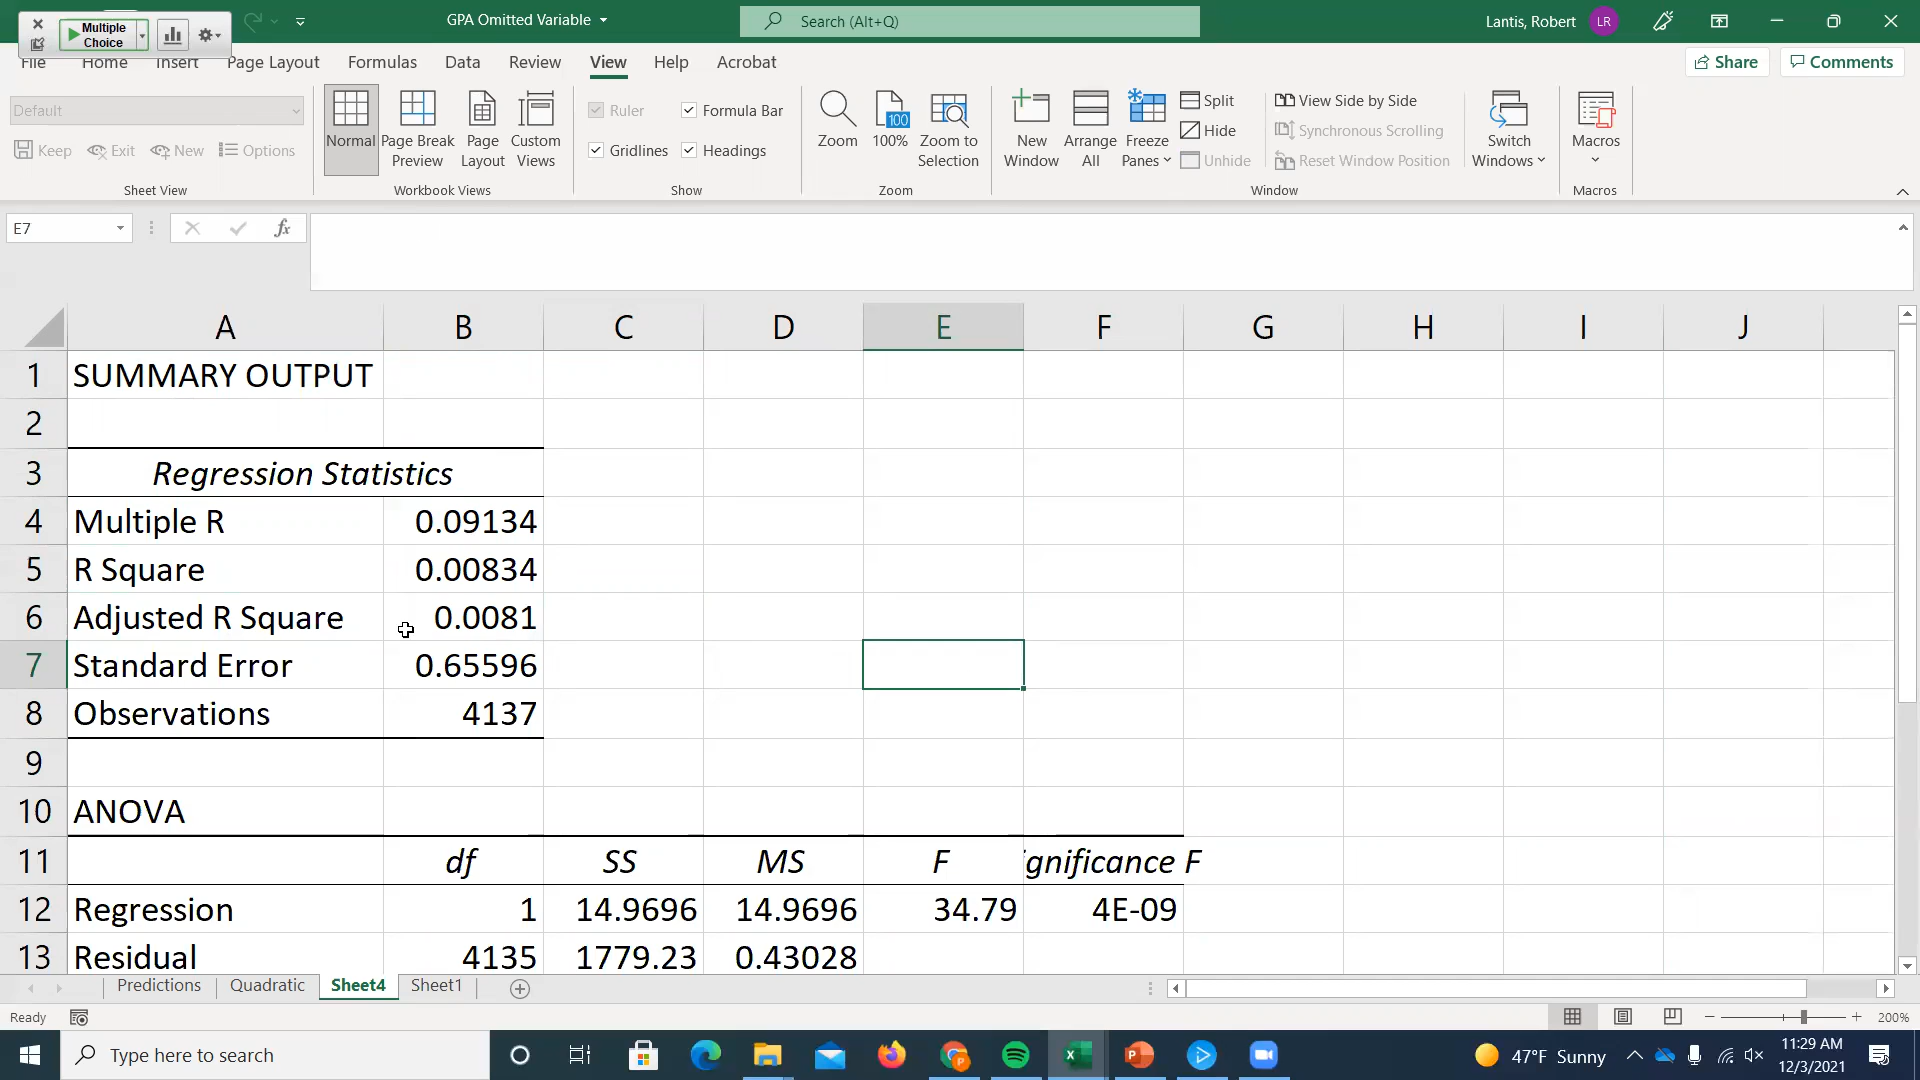 Multiple
Choice
GPA Omitted Variable
Search (Alt+Q)
Lantis, Robert
LR
File
Home
Insert
Page Layout
Formulas
Data
Review
View
Help
Acrobat
Share
Comments
Default
Keep
Exit
New
Options
Sheet View
Normal
Page Break
Preview
Page
Layout
Custom
Views
Workbook Views
Ruler
Formula Bar
Gridlines
Headings
Show
Zoom
100
100%
Zoom to
Selection
Zoom
New
Window
Arrange
All
Freeze
Panes
Split
Hide
Unhide
View Side by Side
Synchronous Scrolling
Reset Window Position
Window
Switch
Windows
Macros
Macros
E7
fx
A B C D E F G H I J
1 SUMMARY OUTPUT
2
3 Regression Statistics
4 Multiple R 0.09134
5 R Square 0.00834
6 Adjusted R Square 0.0081
7 Standard Error 0.65596
8 Observations 4137
9
10 ANOVA
11 df SS MS F ignificance F
12 Regression 1 14.9696 14.9696 34.79 4E-09
13 Residual 4135 1779.23 0.43028
Predictions
Quadratic
Sheet4
Sheet1
Ready
200%
Type here to search
47°F Sunny
11:29 AM
12/3/2021